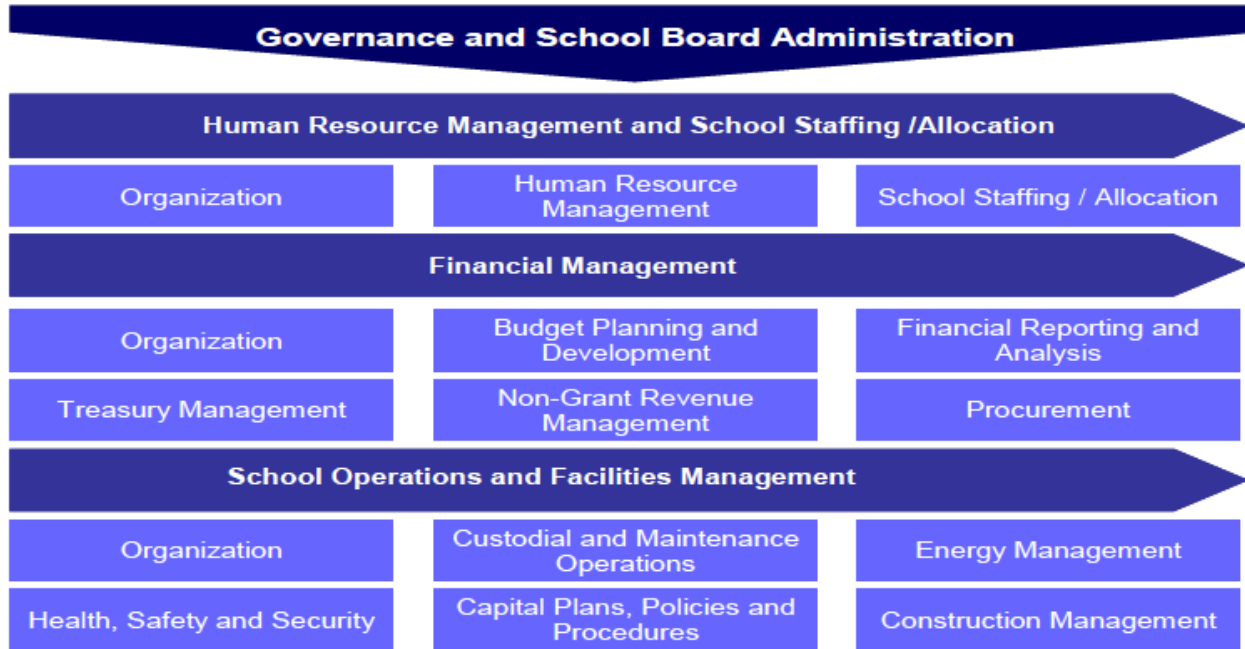 Governance and School Board Administration
Human Resource Management and School Staffing /Allocation
Organization
Human Resource
Management
School Staffing / Allocation
Financial Management
Organization
Budget Planning and
Development
Financial Reporting and
Analysis
Treasury Management
Non-Grant Revenue
Management
Procurement
School Operations and Facilities Management
Organization
Custodial and Maintenance
Operations
Energy Management
Health, Safety and Security
Capital Plans, Policies and
Procedures
Construction Management